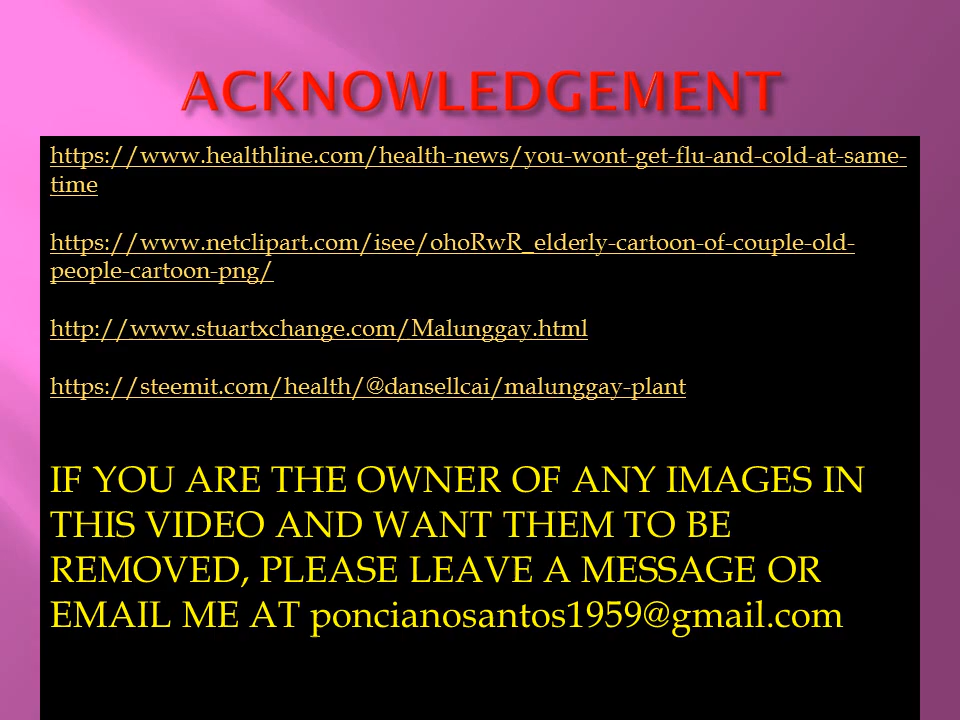 ACKNOWLEDGEMENT
https://www.healthline.com/health-news/you-wont-get-flu-and-cold-at-same-
time
https://www.netclipart.com/isee/ohoRwR_elderly-cartoon-of-couple-old-
people-cartoon-png/
http://www.stuartxchange.com/Malunggay.html
https://steemit.com/health/@dansellcai/malunggay-plant
IF YOU ARE THE OWNER OF ANY IMAGES IN
THIS VIDEO AND WANT THEM TO BE
REMOVED, PLEASE LEAVE A MESSAGE OR
EMAIL ME AT poncianosantos1959@gmail.com